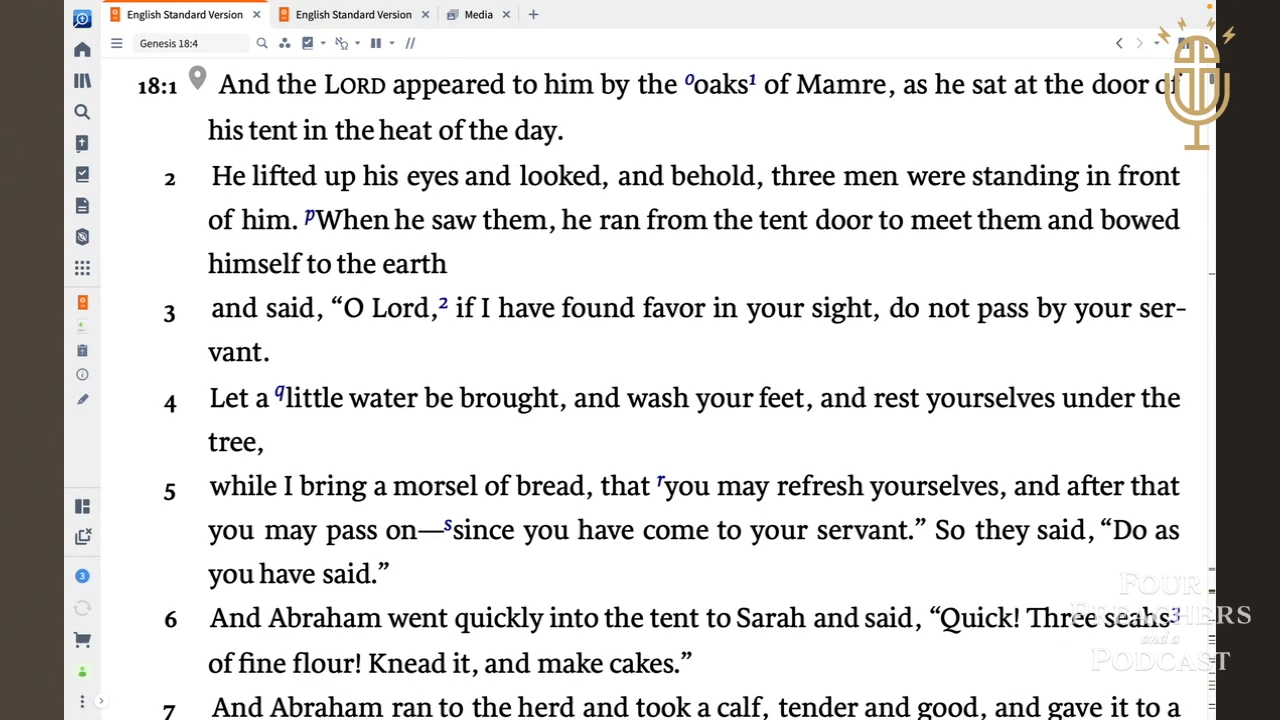 English Standard Version
English Standard Version
Media
Genesis 18:4
18:1 And the LORD appeared to him by the ᵒoaks¹ of Mamre, as he sat at the door of
his tent in the heat of the day.
2 He lifted up his eyes and looked, and behold, three men were standing in front
of him. ᵖWhen he saw them, he ran from the tent door to meet them and bowed
himself to the earth
3 and said, “O Lord,² if I have found favor in your sight, do not pass by your ser-
vant.
4 Let a qlittle water be brought, and wash your feet, and rest yourselves under the
tree,
5 while I bring a morsel of bread, that ʳyou may refresh yourselves, and after that
you may pass on—ˢsince you have come to your servant.” So they said, “Do as
you have said.”
6 And Abraham went quickly into the tent to Sarah and said, “Quick! Three seahs³
of fine flour! Knead it, and make cakes.”
7 And Abraham ran to the herd and took a calf, tender and good, and gave it to a
3
FOUR
PREACHERS
and a
PODCAST